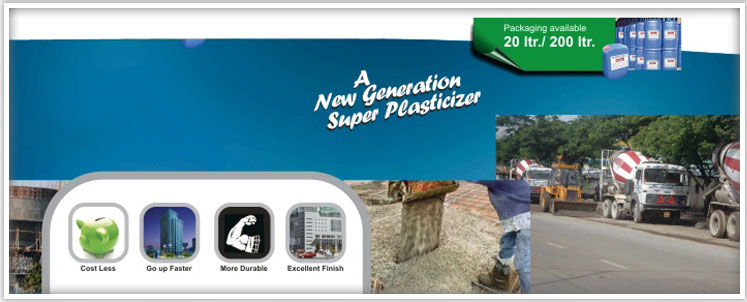 Packaging available
20 ltr./ 200 ltr.
A
New Generation
Super Plasticizer
Cost Less
Go up Faster
More Durable
Excellent Finish